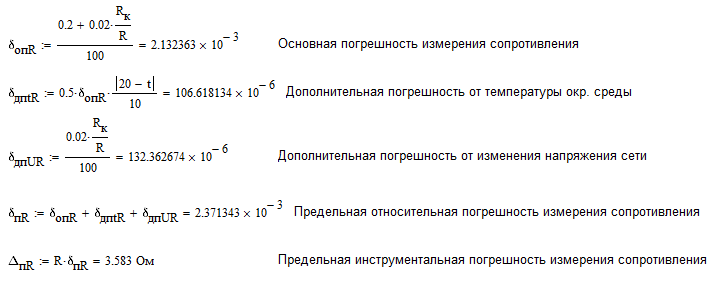 δопR := (0.2 + 0.02·Rк/R)/100 = 2.132363 × 10^−3 Основная погрешность измерения сопротивления
δдпtR := 0.5·δопR·|20 − t|/10 = 106.618134 × 10^−6 Дополнительная погрешность от температуры окр. среды
δдпUR := (0.02·Rк/R)/100 = 132.362674 × 10^−6 Дополнительная погрешность от изменения напряжения сети
δпR := δопR + δдпtR + δдпUR = 2.371343 × 10^−3 Предельная относительная погрешность измерения сопротивления
ΔпR := R·δпR = 3.583 Ом Предельная инструментальная погрешность измерения сопротивления